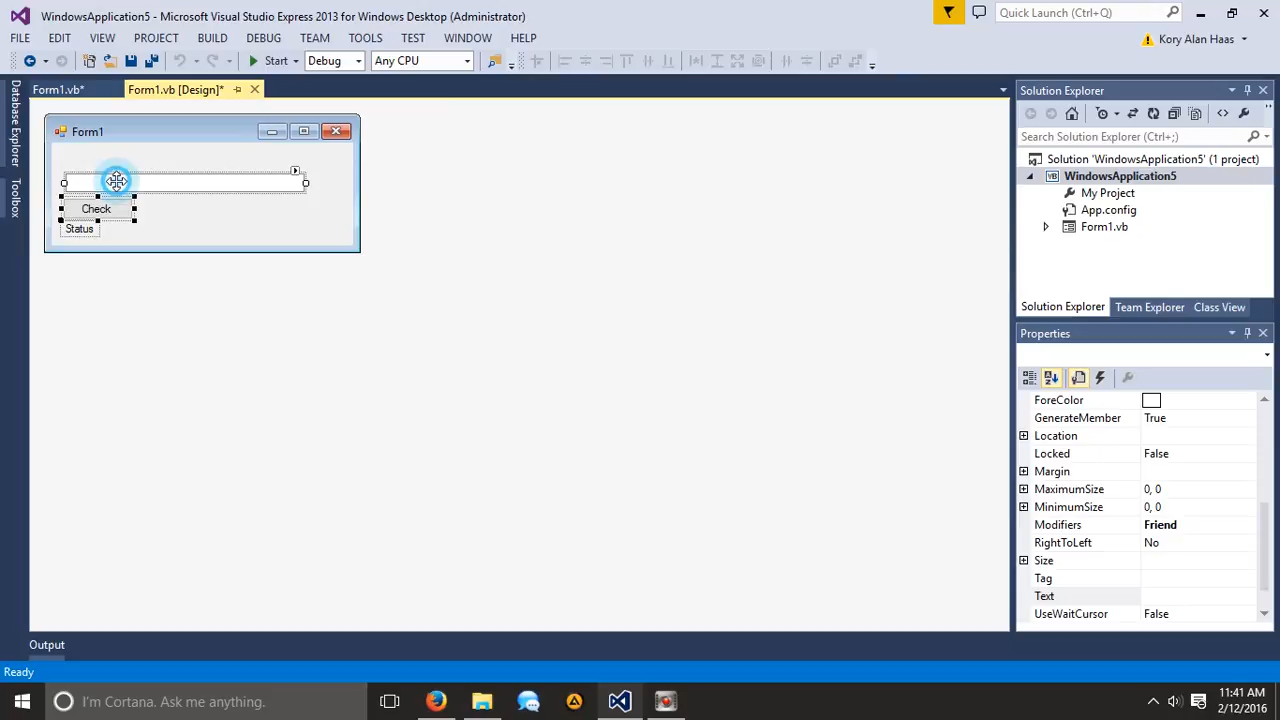 WindowsApplication5 - Microsoft Visual Studio Express 2013 for Windows Desktop (Administrator)
Quick Launch (Ctrl+Q)
FILE EDIT VIEW PROJECT BUILD DEBUG TEAM TOOLS TEST WINDOW HELP
Kory Alan Haas
Start Debug Any CPU
Database Explorer
Toolbox
Form1.vb* Form1.vb [Design]*
Form1
Check
Status
Solution Explorer
Search Solution Explorer (Ctrl+;)
Solution 'WindowsApplication5' (1 project)
VB WindowsApplication5
My Project
App.config
Form1.vb
Solution Explorer Team Explorer Class View
Properties
ForeColor
GenerateMember True
Location
Locked False
Margin
MaximumSize 0, 0
MinimumSize 0, 0
Modifiers Friend
RightToLeft No
Size
Tag
Text
UseWaitCursor False
Output
Ready
I'm Cortana. Ask me anything.
11:41 AM
2/12/2016